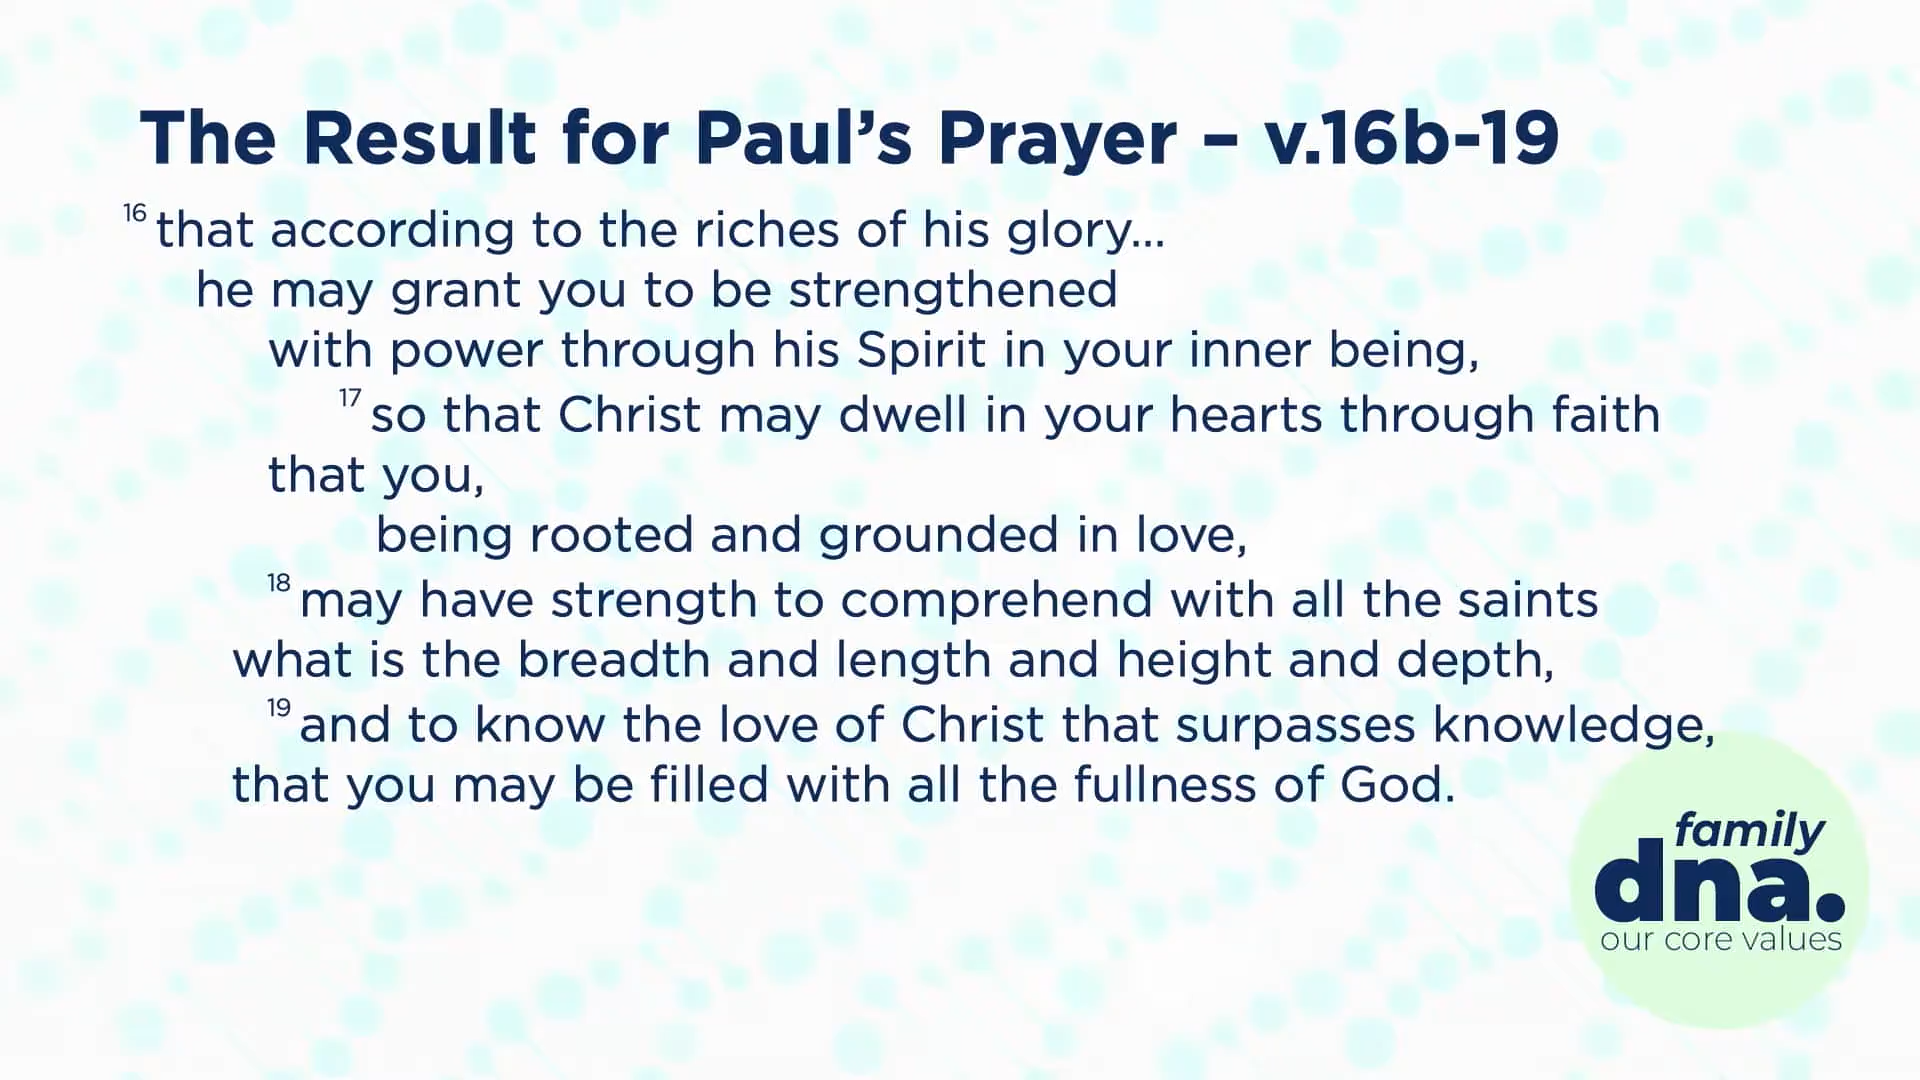 The Result for Paul’s Prayer – v.16b-19
16 that according to the riches of his glory...
he may grant you to be strengthened
with power through his Spirit in your inner being,
17 so that Christ may dwell in your hearts through faith
that you,
being rooted and grounded in love,
18 may have strength to comprehend with all the saints
what is the breadth and length and height and depth,
19 and to know the love of Christ that surpasses knowledge,
that you may be filled with all the fullness of God.
family
dna.
our core values